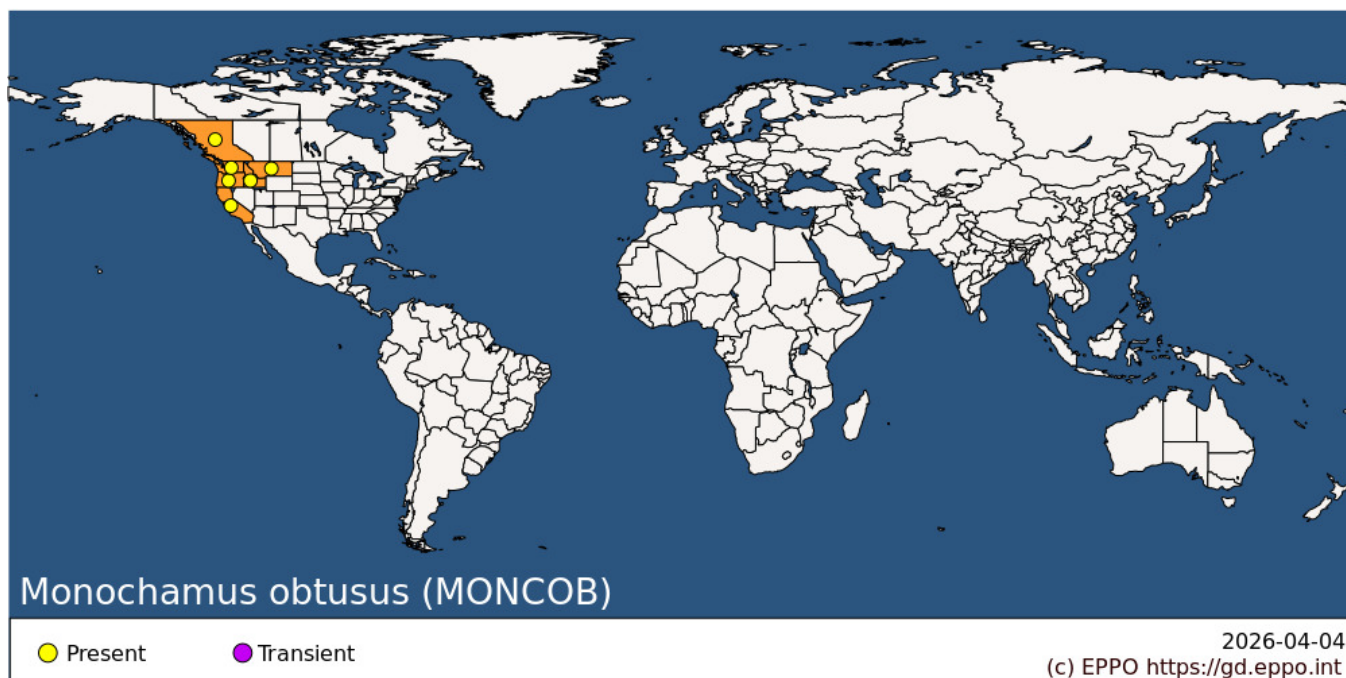 Monochamus obtusus (MONCOB)
Present
Transient
2026-04-04
(c) EPPO https://gd.eppo.int